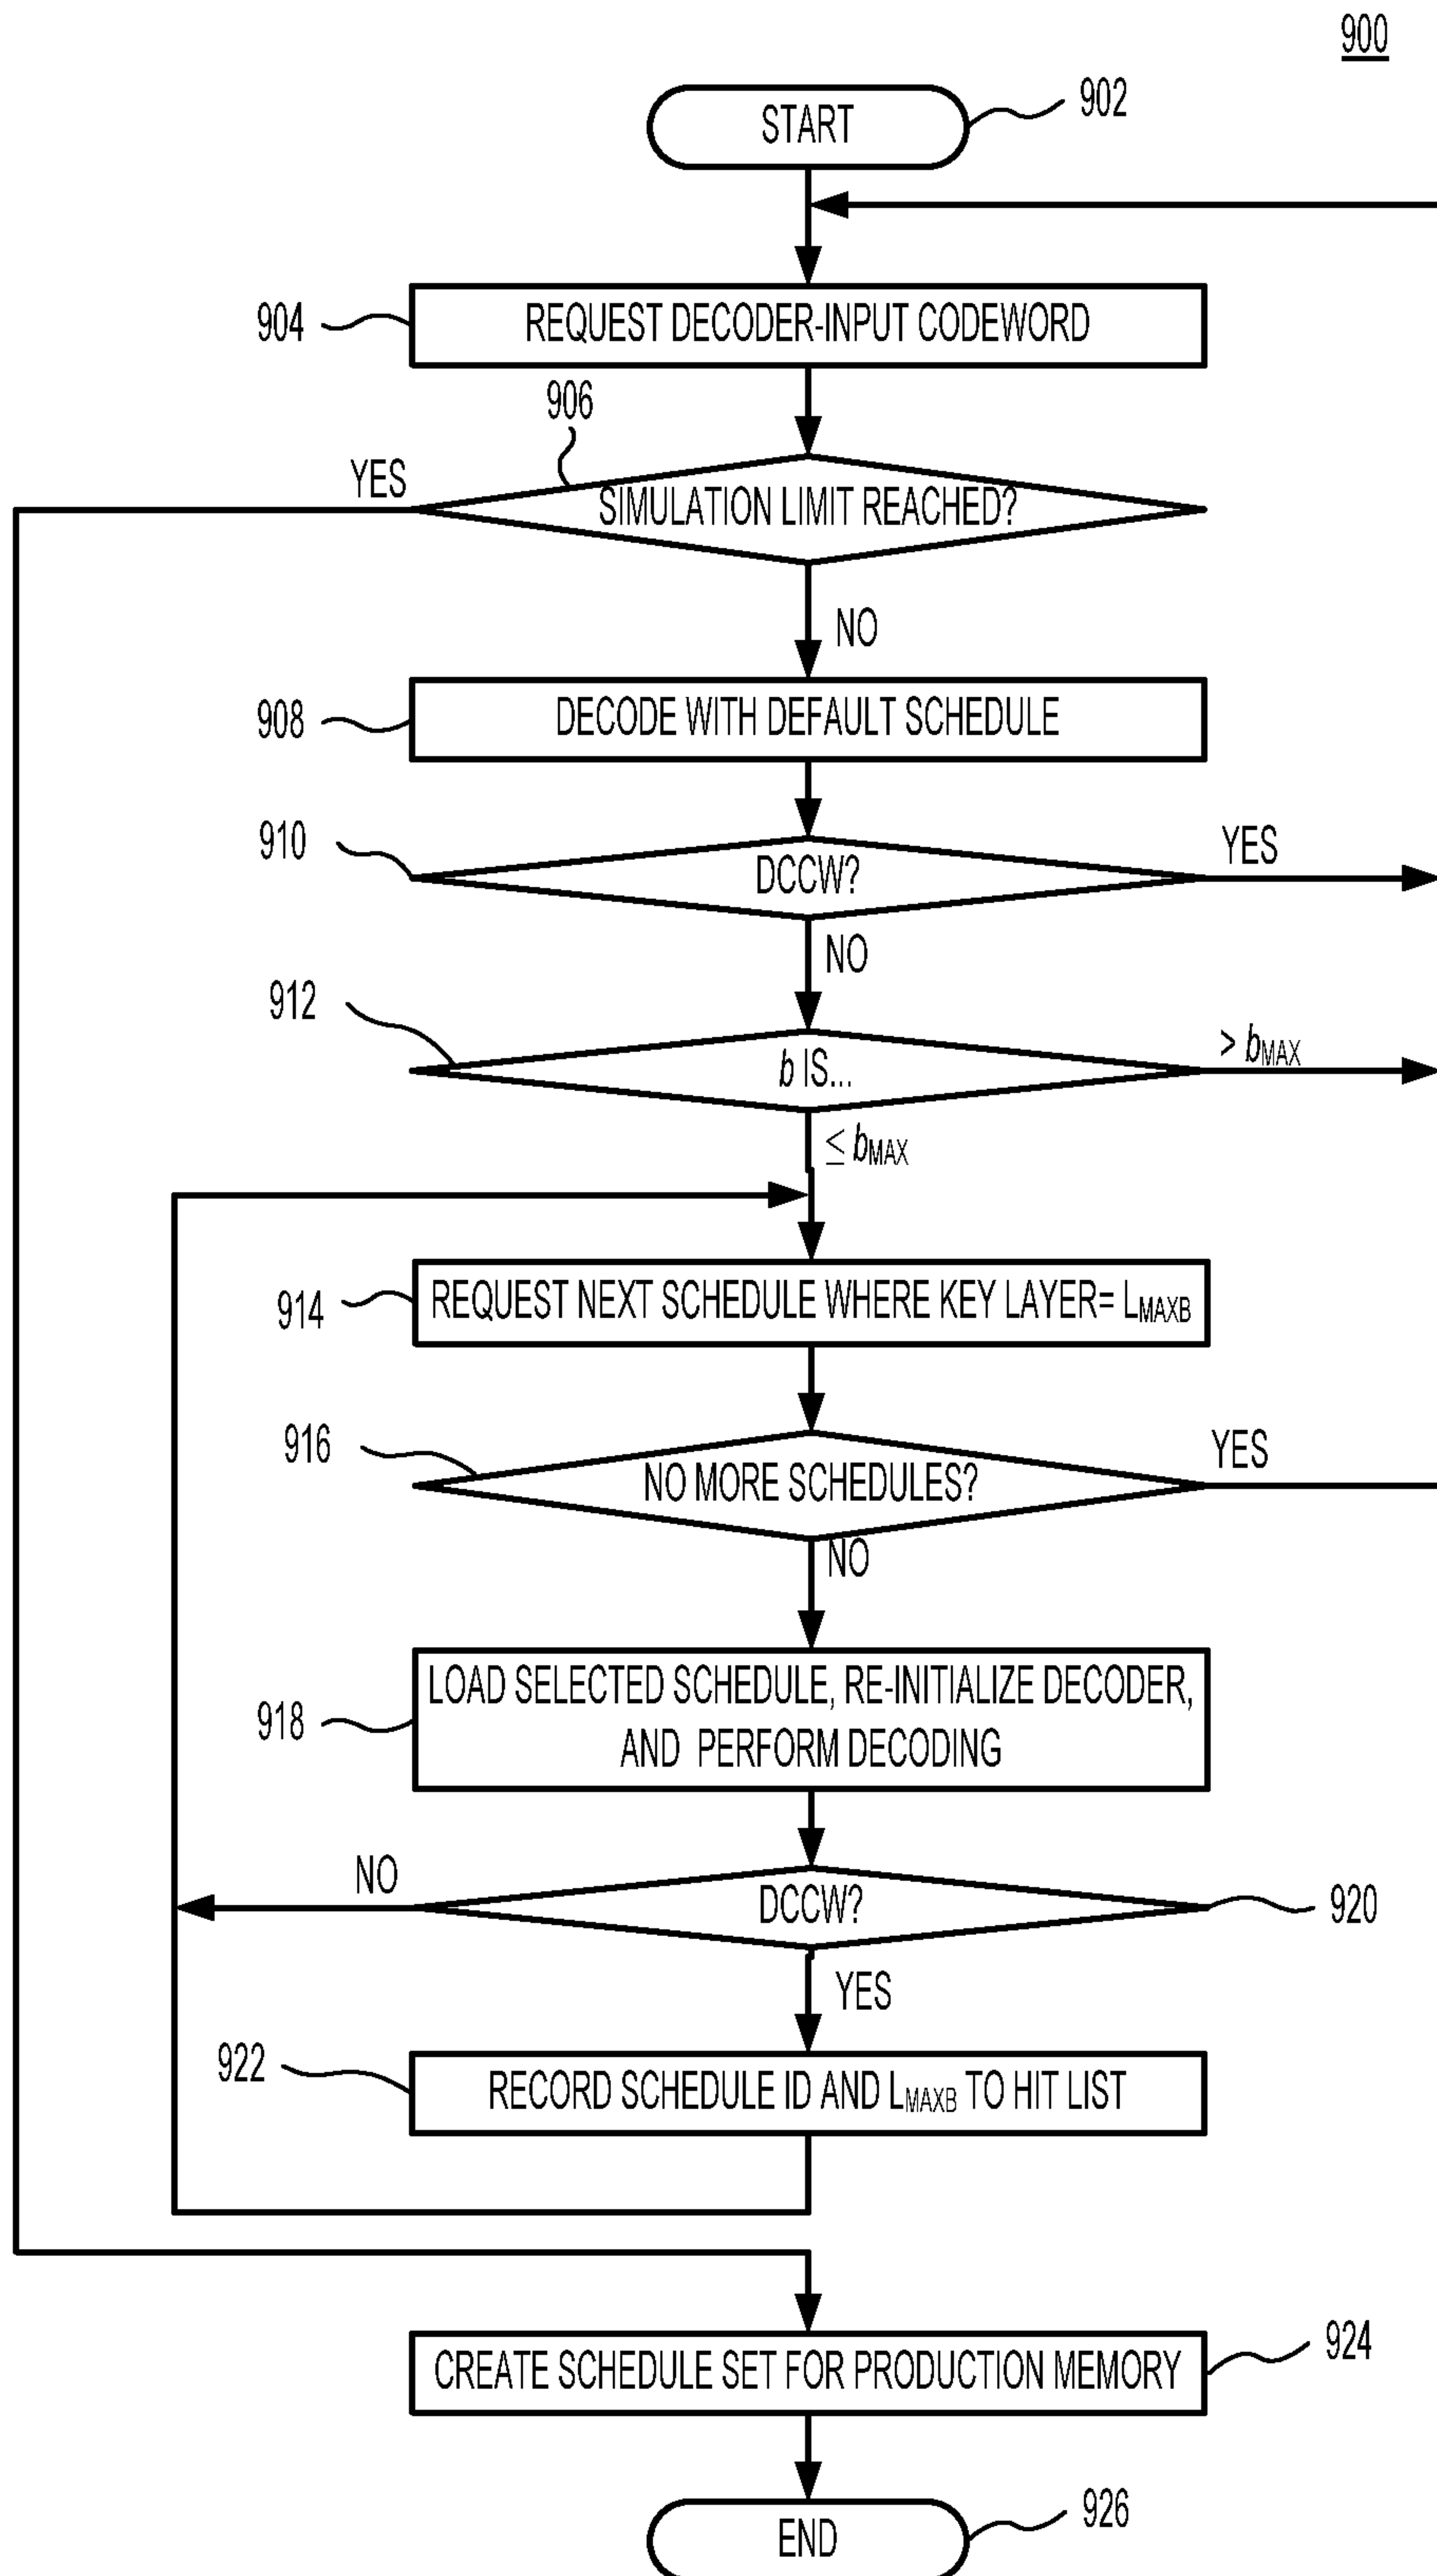 900
START
902
904
REQUEST DECODER-INPUT CODEWORD
906
YES
SIMULATION LIMIT REACHED?
NO
908
DECODE WITH DEFAULT SCHEDULE
910
DCCW?
YES
NO
912
b IS...
> bMAX
≤ bMAX
914
REQUEST NEXT SCHEDULE WHERE KEY LAYER= LMAXB
916
NO MORE SCHEDULES?
YES
NO
918
LOAD SELECTED SCHEDULE, RE-INITIALIZE DECODER,
AND PERFORM DECODING
NO
DCCW?
920
YES
922
RECORD SCHEDULE ID AND LMAXB TO HIT LIST
CREATE SCHEDULE SET FOR PRODUCTION MEMORY
924
END
926